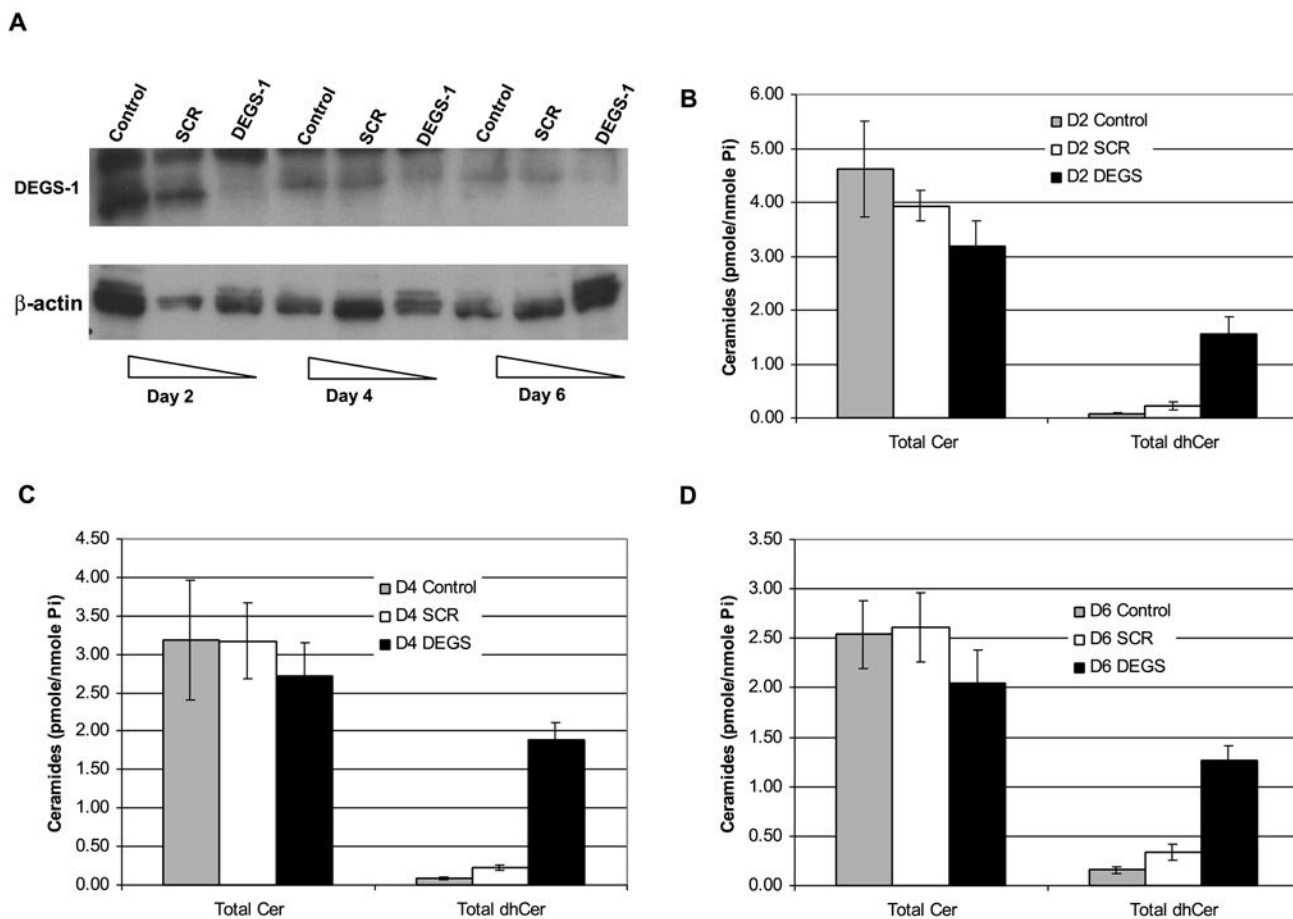 A
Control
SCR
DEGS-1
Control
SCR
DEGS-1
Control
SCR
DEGS-1
DEGS-1
β-actin
Day 2
Day 4
Day 6
B
Ceramides (pmole/nmole Pi)
6.00
5.00
4.00
3.00
2.00
1.00
0.00
D2 Control
D2 SCR
D2 DEGS
Total Cer
Total dhCer
C
Ceramides (pmole/nmole Pi)
4.50
4.00
3.50
3.00
2.50
2.00
1.50
1.00
0.50
0.00
D4 Control
D4 SCR
D4 DEGS
Total Cer
Total dhCer
D
Ceramides (pmole/nmole Pi)
3.50
3.00
2.50
2.00
1.50
1.00
0.50
0.00
D6 Control
D6 SCR
D6 DEGS
Total Cer
Total dhCer